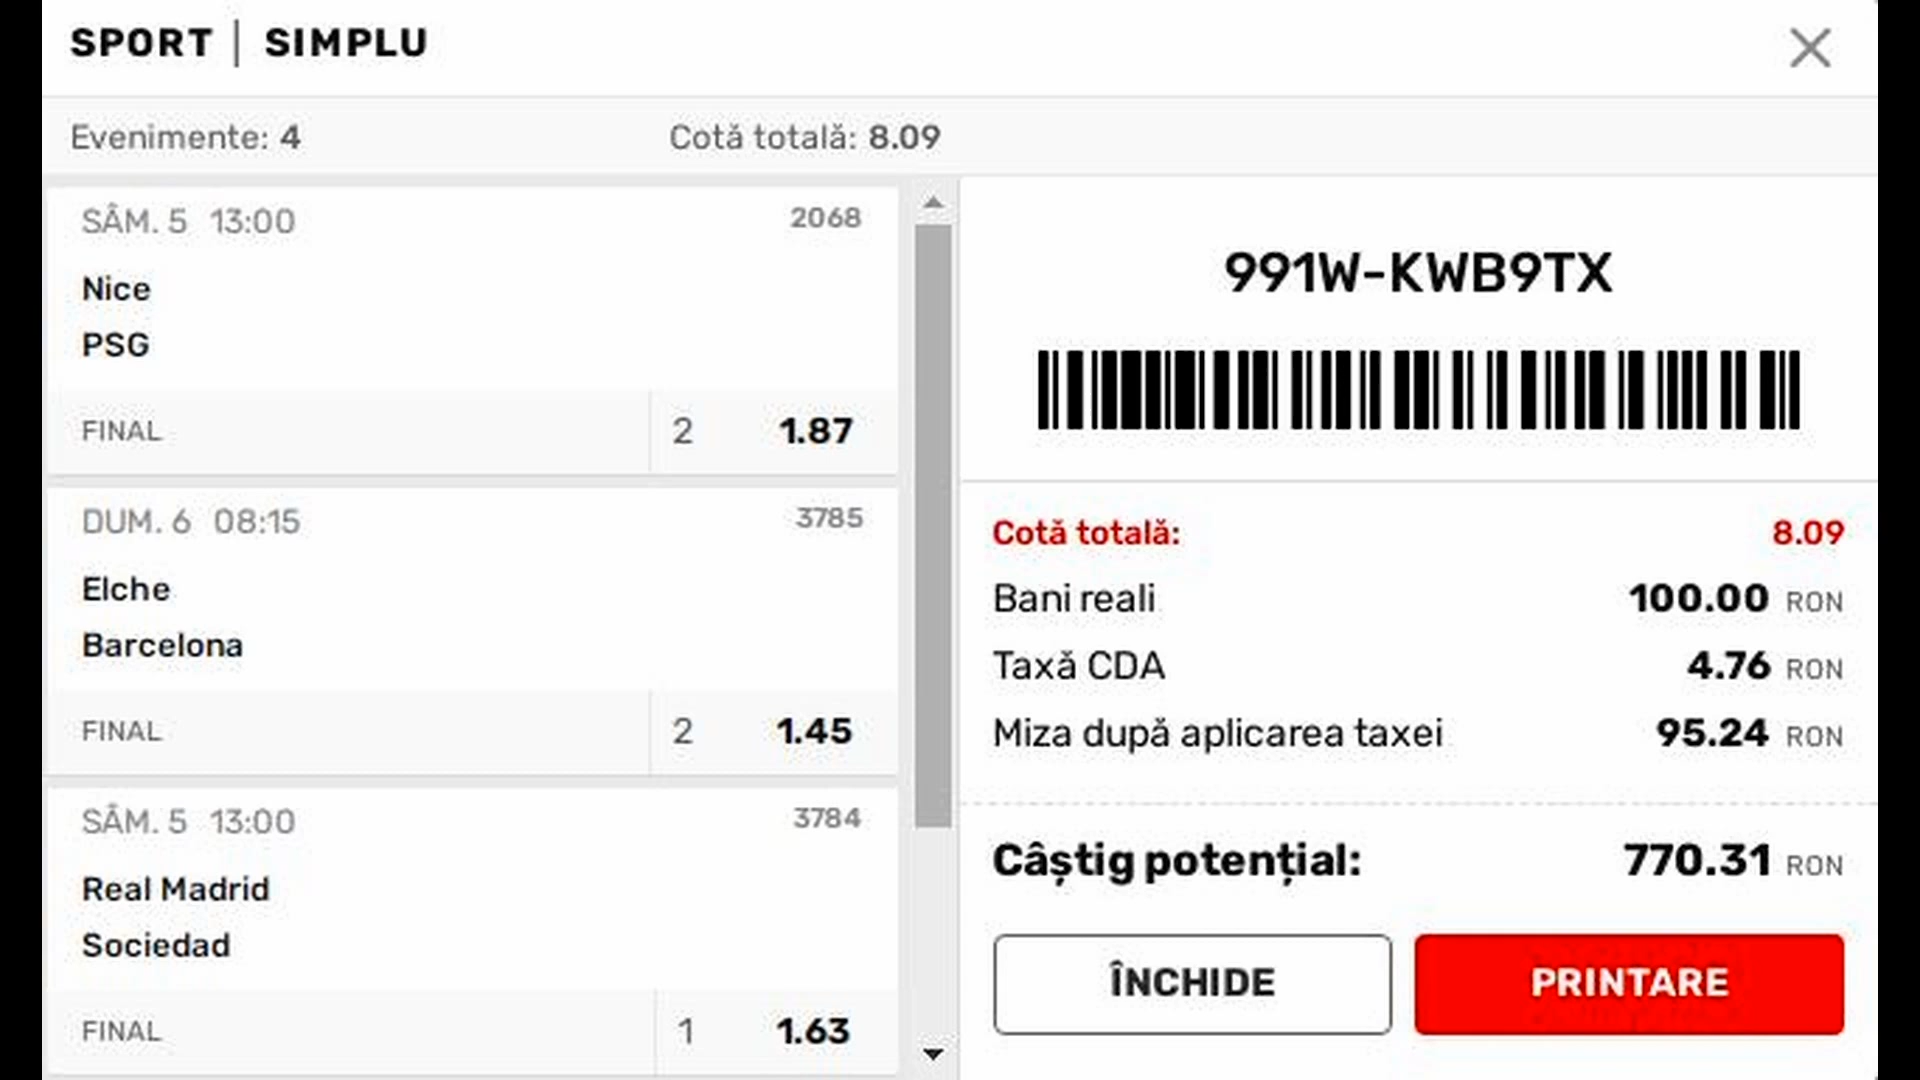 SPORT | SIMPLU
Evenimente: 4 Cotă totală: 8.09
SÂM. 5 13:00 2068
Nice
PSG
FINAL 2 1.87
DUM. 6 08:15 3785
Elche
Barcelona
FINAL 2 1.45
SÂM. 5 13:00 3784
Real Madrid
Sociedad
FINAL 1 1.63
991W-KWB9TX
Cotă totală: 8.09
Bani reali 100.00 RON
Taxă CDA 4.76 RON
Miza după aplicarea taxei 95.24 RON
Câștig potențial: 770.31 RON
ÎNCHIDE PRINTARE